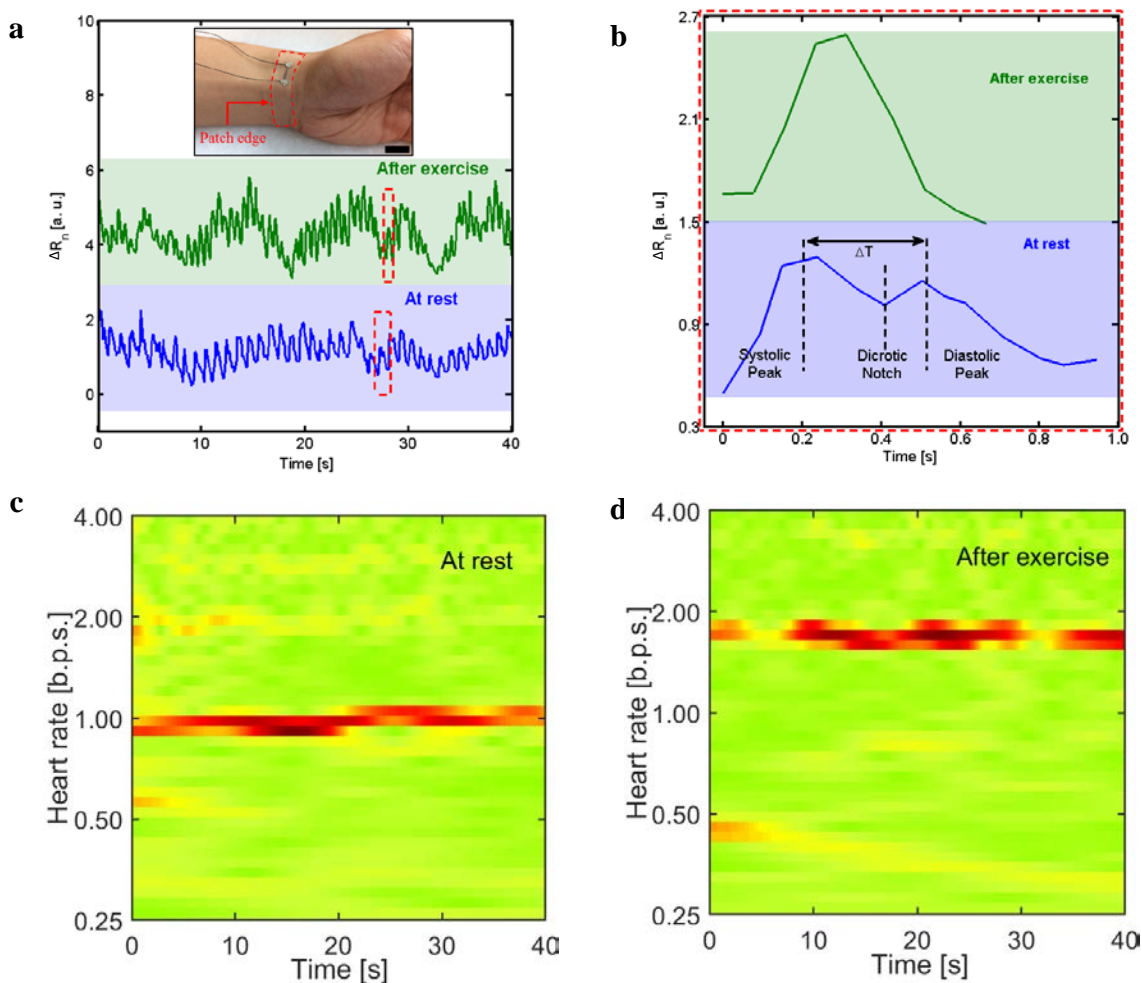 a
10
8
6
4
2
0
ΔRn [a. u.]
Patch edge
After exercise
At rest
0
10
20
30
40
Time [s]
b
2.7
2.1
1.5
0.9
0.3
ΔRn [a. u.]
After exercise
At rest
ΔT
Systolic
Peak
Dicrotic
Notch
Diastolic
Peak
0
0.2
0.4
0.6
0.8
1.0
Time [s]
c
4.00
2.00
1.00
0.50
0.25
Heart rate [b.p.s.]
At rest
0
10
20
30
40
Time [s]
d
4.00
2.00
1.00
0.50
0.25
Heart rate [b.p.s.]
After exercise
0
10
20
30
40
Time [s]